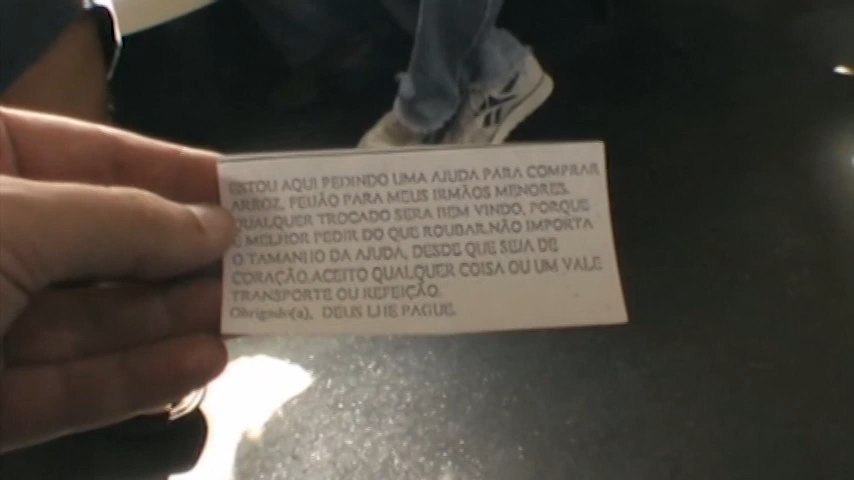 ESTOU AQUI PEDINDO UMA AJUDA PARA COMPRAR
ARROZ, FEIJÃO PARA MEUS IRMÃOS MENORES.
QUALQUER TROCADO SERA BEM VINDO, PORQUE
É MELHOR PEDIR DO QUE ROUBAR.NÃO IMPORTA
O TAMANHO DA AJUDA, DESDE QUE SEJA DE
CORAÇÃO.ACEITO QUALQUER COISA OU UM VALE
TRANSPORTE OU REFEIÇÃO.
Obrigado(a), DEUS LHE PAGUE.